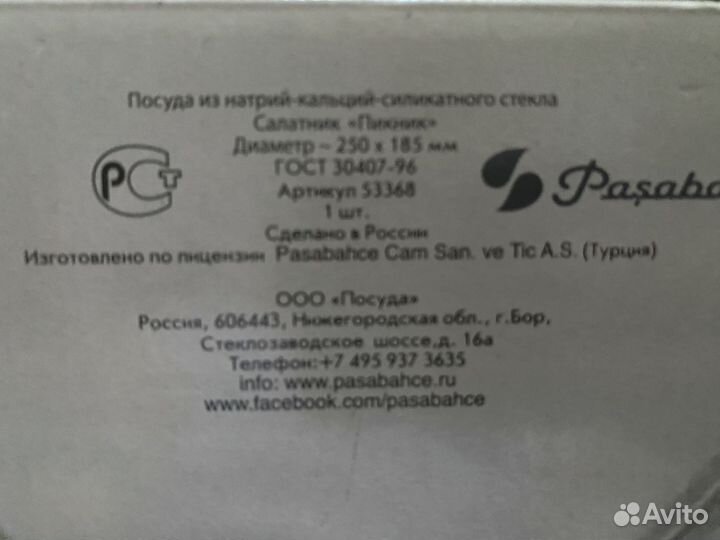 Посуда из натрий-кальций-силикатного стекла
Салатник «Пикник»
Диаметр ~ 250 х 185 мм
ГОСТ 30407-96
Артикул 53368
1 шт.
Сделано в России
Изготовлено по лицензии Pasabahce Cam San. ve Tic A.S. (Турция)
РСТ
Paşaba
ООО «Посуда»
Россия, 606443, Нижегородская обл., г.Бор,
Стеклозаводское шоссе,д. 16а
Телефон:+7 495 937 3635
info: www.pasabahce.ru
www.facebook.com/pasabahce
Avito